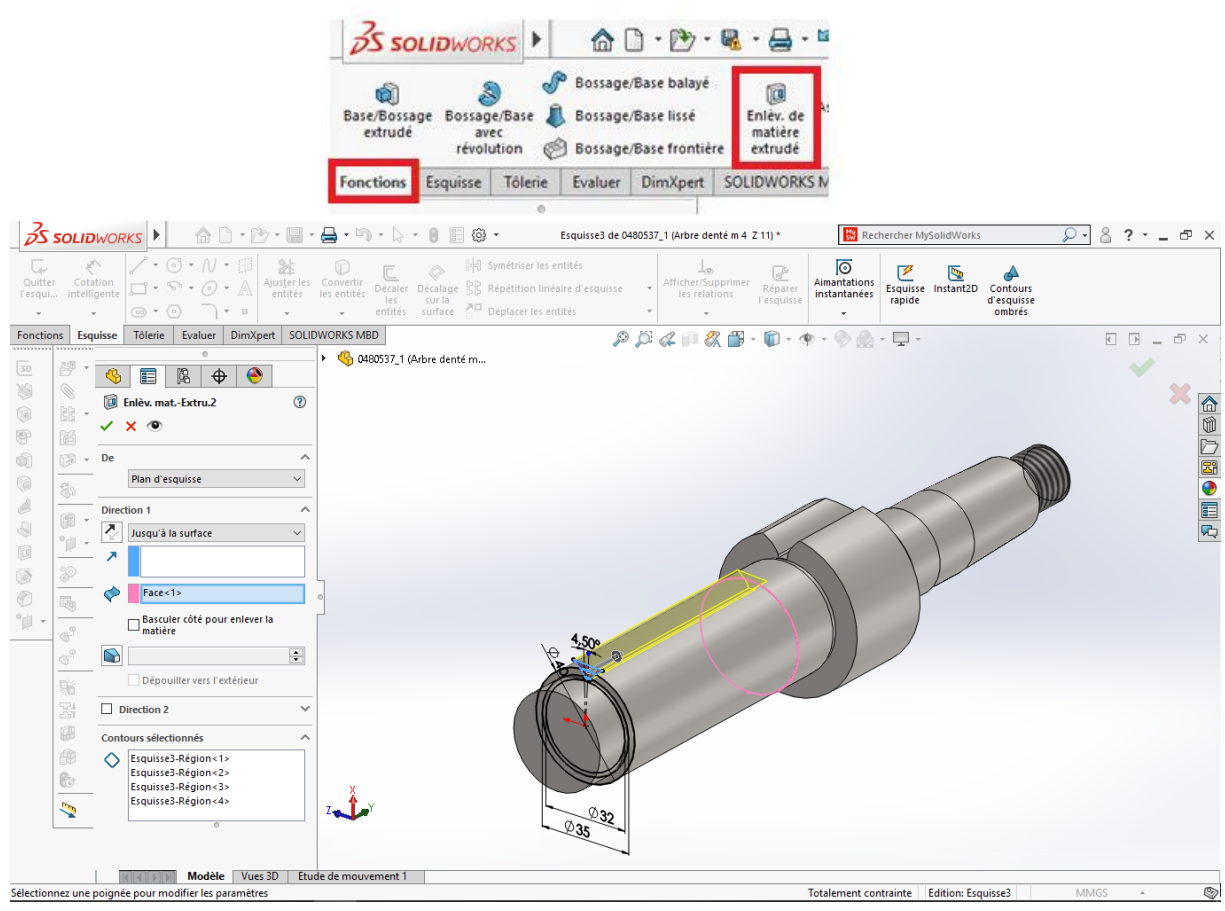 SOLIDWORKS
Base/Bossage
extrudé
Bossage/Base
avec
révolution
Bossage/Base balayé
Bossage/Base lissé
Bossage/Base frontière
Enlèv. de
matière
extrudé
Fonctions Esquisse Tôlerie Evaluer DimXpert SOLIDWORKS M
SOLIDWORKS
Esquisse3 de 0480537_1 (Arbre denté m 4 Z 11) *
Rechercher MySolidWorks
Quitter
l'esqui...
Cotation
intelligente
Ajuster les
entités
Convertir
les entités
Décaler
les
entités
Décalage
sur la
surface
Symétriser les entités
Répétition linéaire d'esquisse
Déplacer les entités
Afficher/Supprimer
les relations
Réparer
l'esquisse
Aimantations
instantanées
Esquisse
rapide
Instant2D
Contours
d'esquisse
ombrés
Fonctions Esquisse Tôlerie Evaluer DimXpert SOLIDWORKS MBD
0480537_1 (Arbre denté m...
Enlèv. mat.-Extru.2
De
Plan d'esquisse
Direction 1
Jusqu'à la surface
Face<1>
Basculer côté pour enlever la
matière
Dépouiller vers l'extérieur
Direction 2
Contours sélectionnés
Esquisse3-Région<1>
Esquisse3-Région<2>
Esquisse3-Région<3>
Esquisse3-Région<4>
4,50°
∅32
∅35
X
Z
Y
Modèle Vues 3D Etude de mouvement 1
Sélectionnez une poignée pour modifier les paramètres
Totalement contrainte
Edition: Esquisse3
MMGS